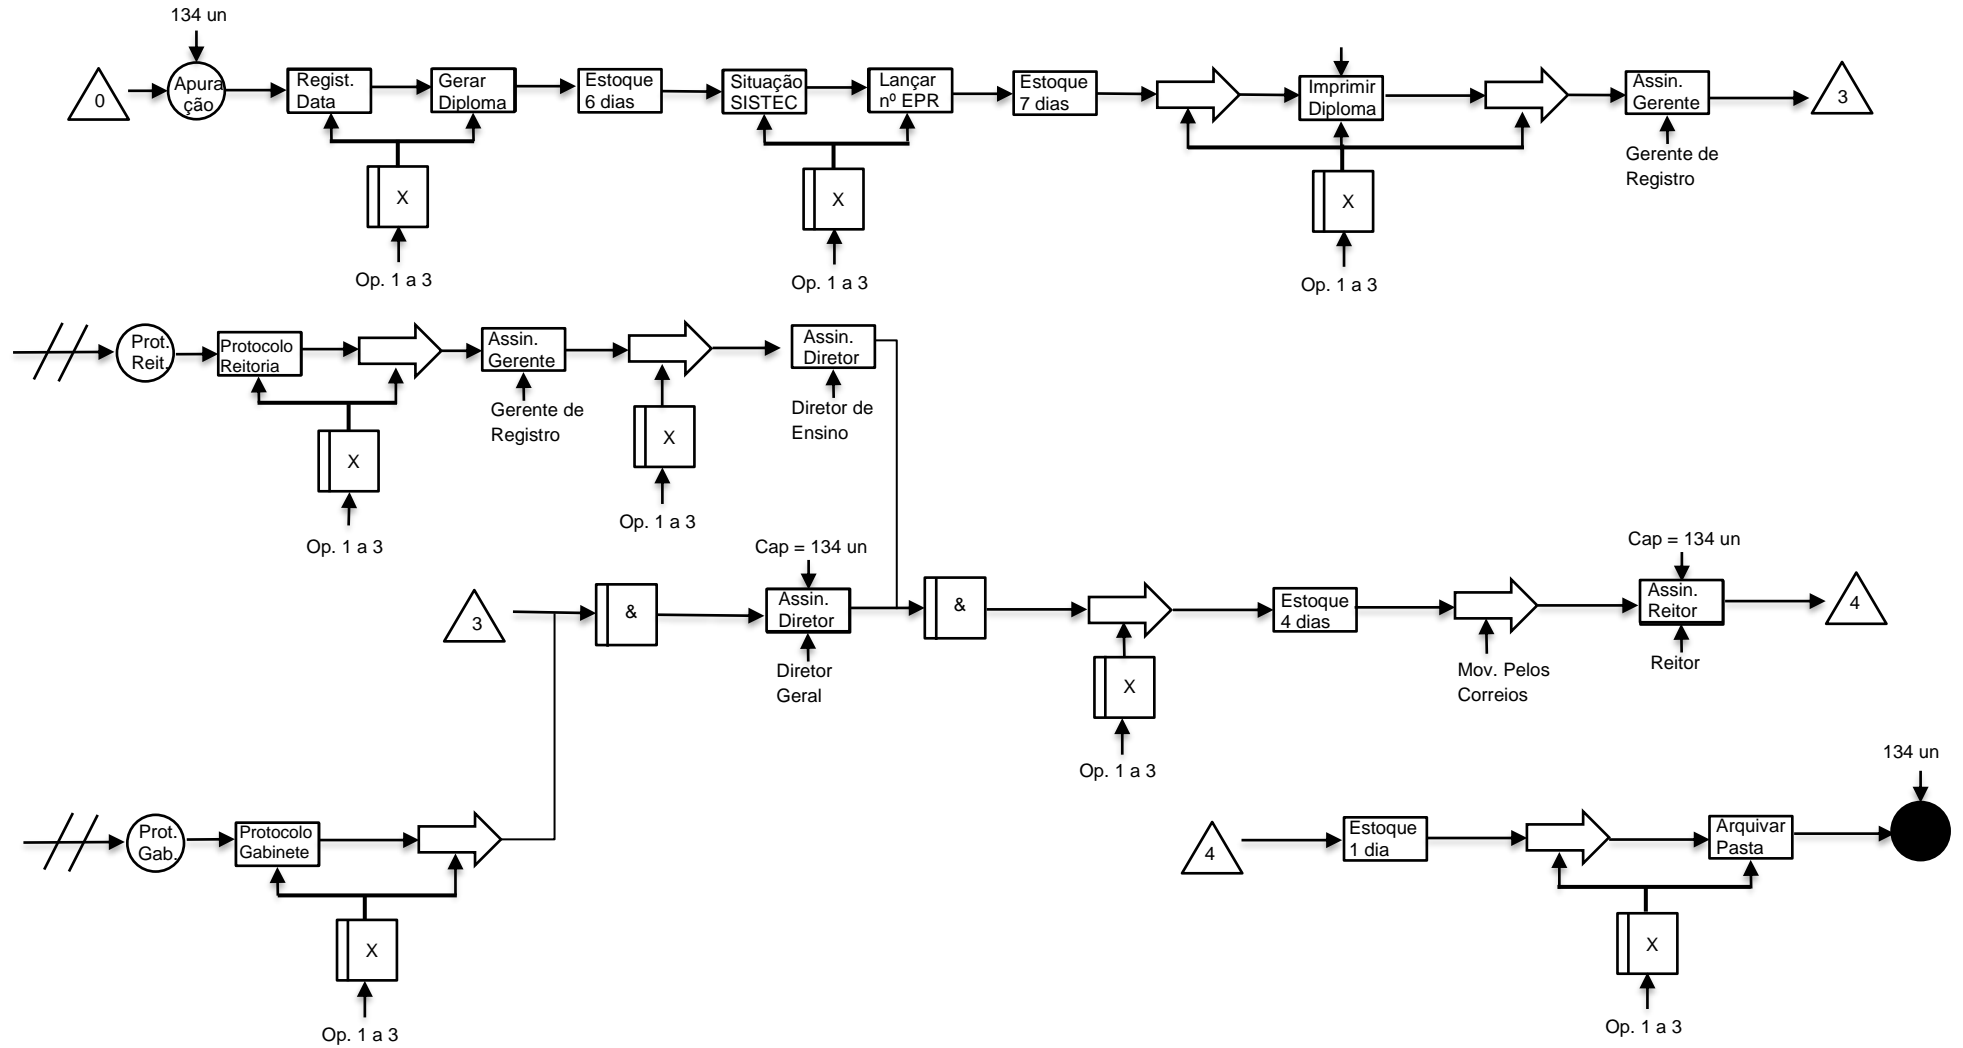 134 un
0
Apura
ção
Regist.
Data
Gerar
Diploma
Estoque
6 dias
Situação
SISTEC
Lançar
nº EPR
Estoque
7 dias
Imprimir
Diploma
Assin.
Gerente
3
X
Op. 1 a 3
X
Op. 1 a 3
X
Op. 1 a 3
Gerente de
Registro
Prot.
Reit.
Protocolo
Reitoria
Assin.
Gerente
Assin.
Diretor
X
Op. 1 a 3
Gerente de
Registro
X
Op. 1 a 3
Diretor de
Ensino
3
&
Cap = 134 un
Assin.
Diretor
Diretor
Geral
&
X
Op. 1 a 3
Estoque
4 dias
Mov. Pelos
Correios
Cap = 134 un
Assin.
Reitor
Reitor
4
Prot.
Gab.
Protocolo
Gabinete
X
Op. 1 a 3
4
Estoque
1 dia
Arquivar
Pasta
134 un
X
Op. 1 a 3